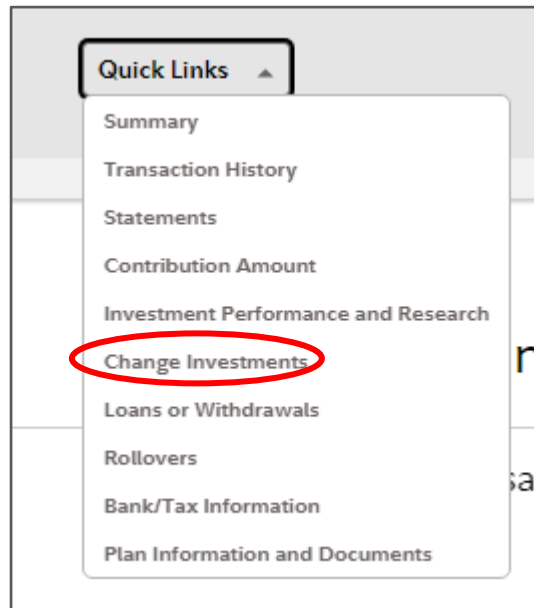 Quick Links
Summary
Transaction History
Statements
Contribution Amount
Investment Performance and Research
Change Investments
Loans or Withdrawals
Rollovers
Bank/Tax Information
Plan Information and Documents